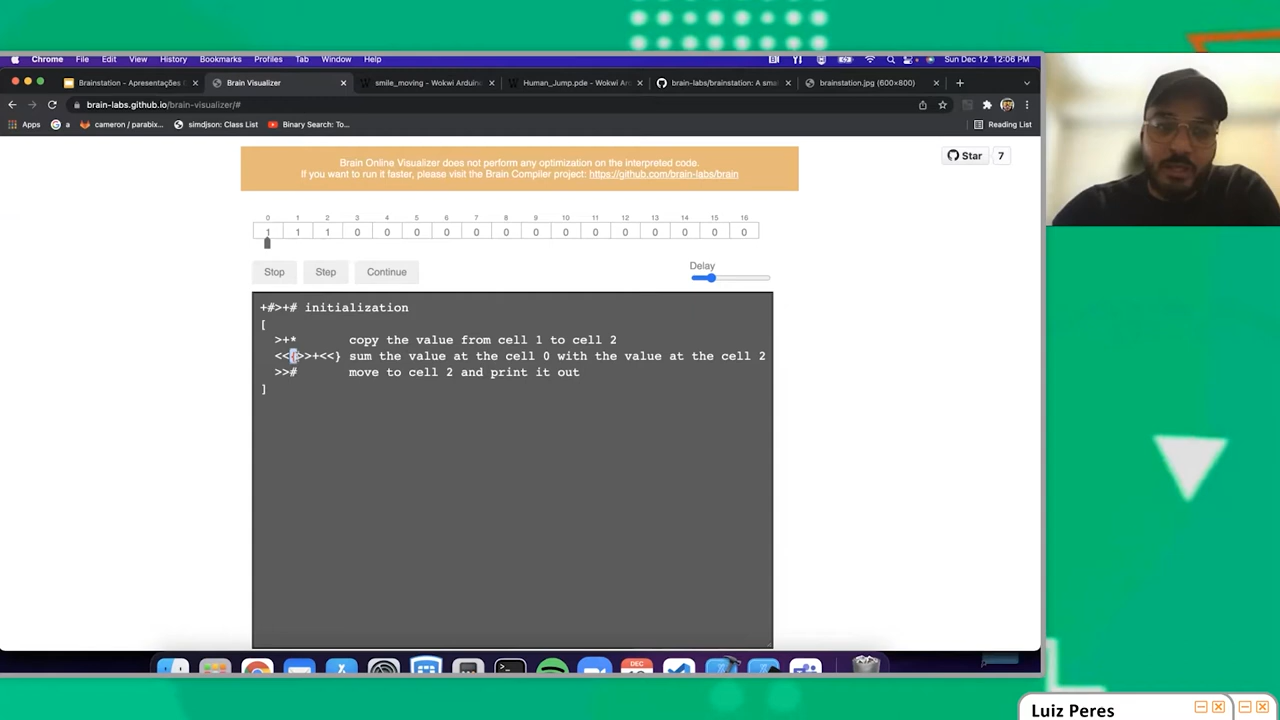 Chrome File Edit View History Bookmarks Profiles Tab Window Help
Sun Dec 12 12:06 PM
Brainstation - Apresentações
Brain Visualizer
smile_moving - Wokwi Arduin
Human_Jump.pde - Wokwi Ar
brain-labs/brainstation: A sma
brainstation.jpg (600×800)
brain-labs.github.io/brain-visualizer/#
Apps
a
cameron / parabix...
simdjson: Class List
Binary Search: To...
Reading List
Brain Online Visualizer does not perform any optimization on the interpreted code.
If you want to run it faster, please visit the Brain Compiler project: https://github.com/brain-labs/brain
Star 7
0 1 2 3 4 5 6 7 8 9 10 11 12 13 14 15 16
1 1 1 0 0 0 0 0 0 0 0 0 0 0 0 0 0
Stop Step Continue
Delay
+#>+# initialization
[
>+* copy the value from cell 1 to cell 2
<<{>>+<<} sum the value at the cell 0 with the value at the cell 2
>># move to cell 2 and print it out
]
DEC
Luiz Peres